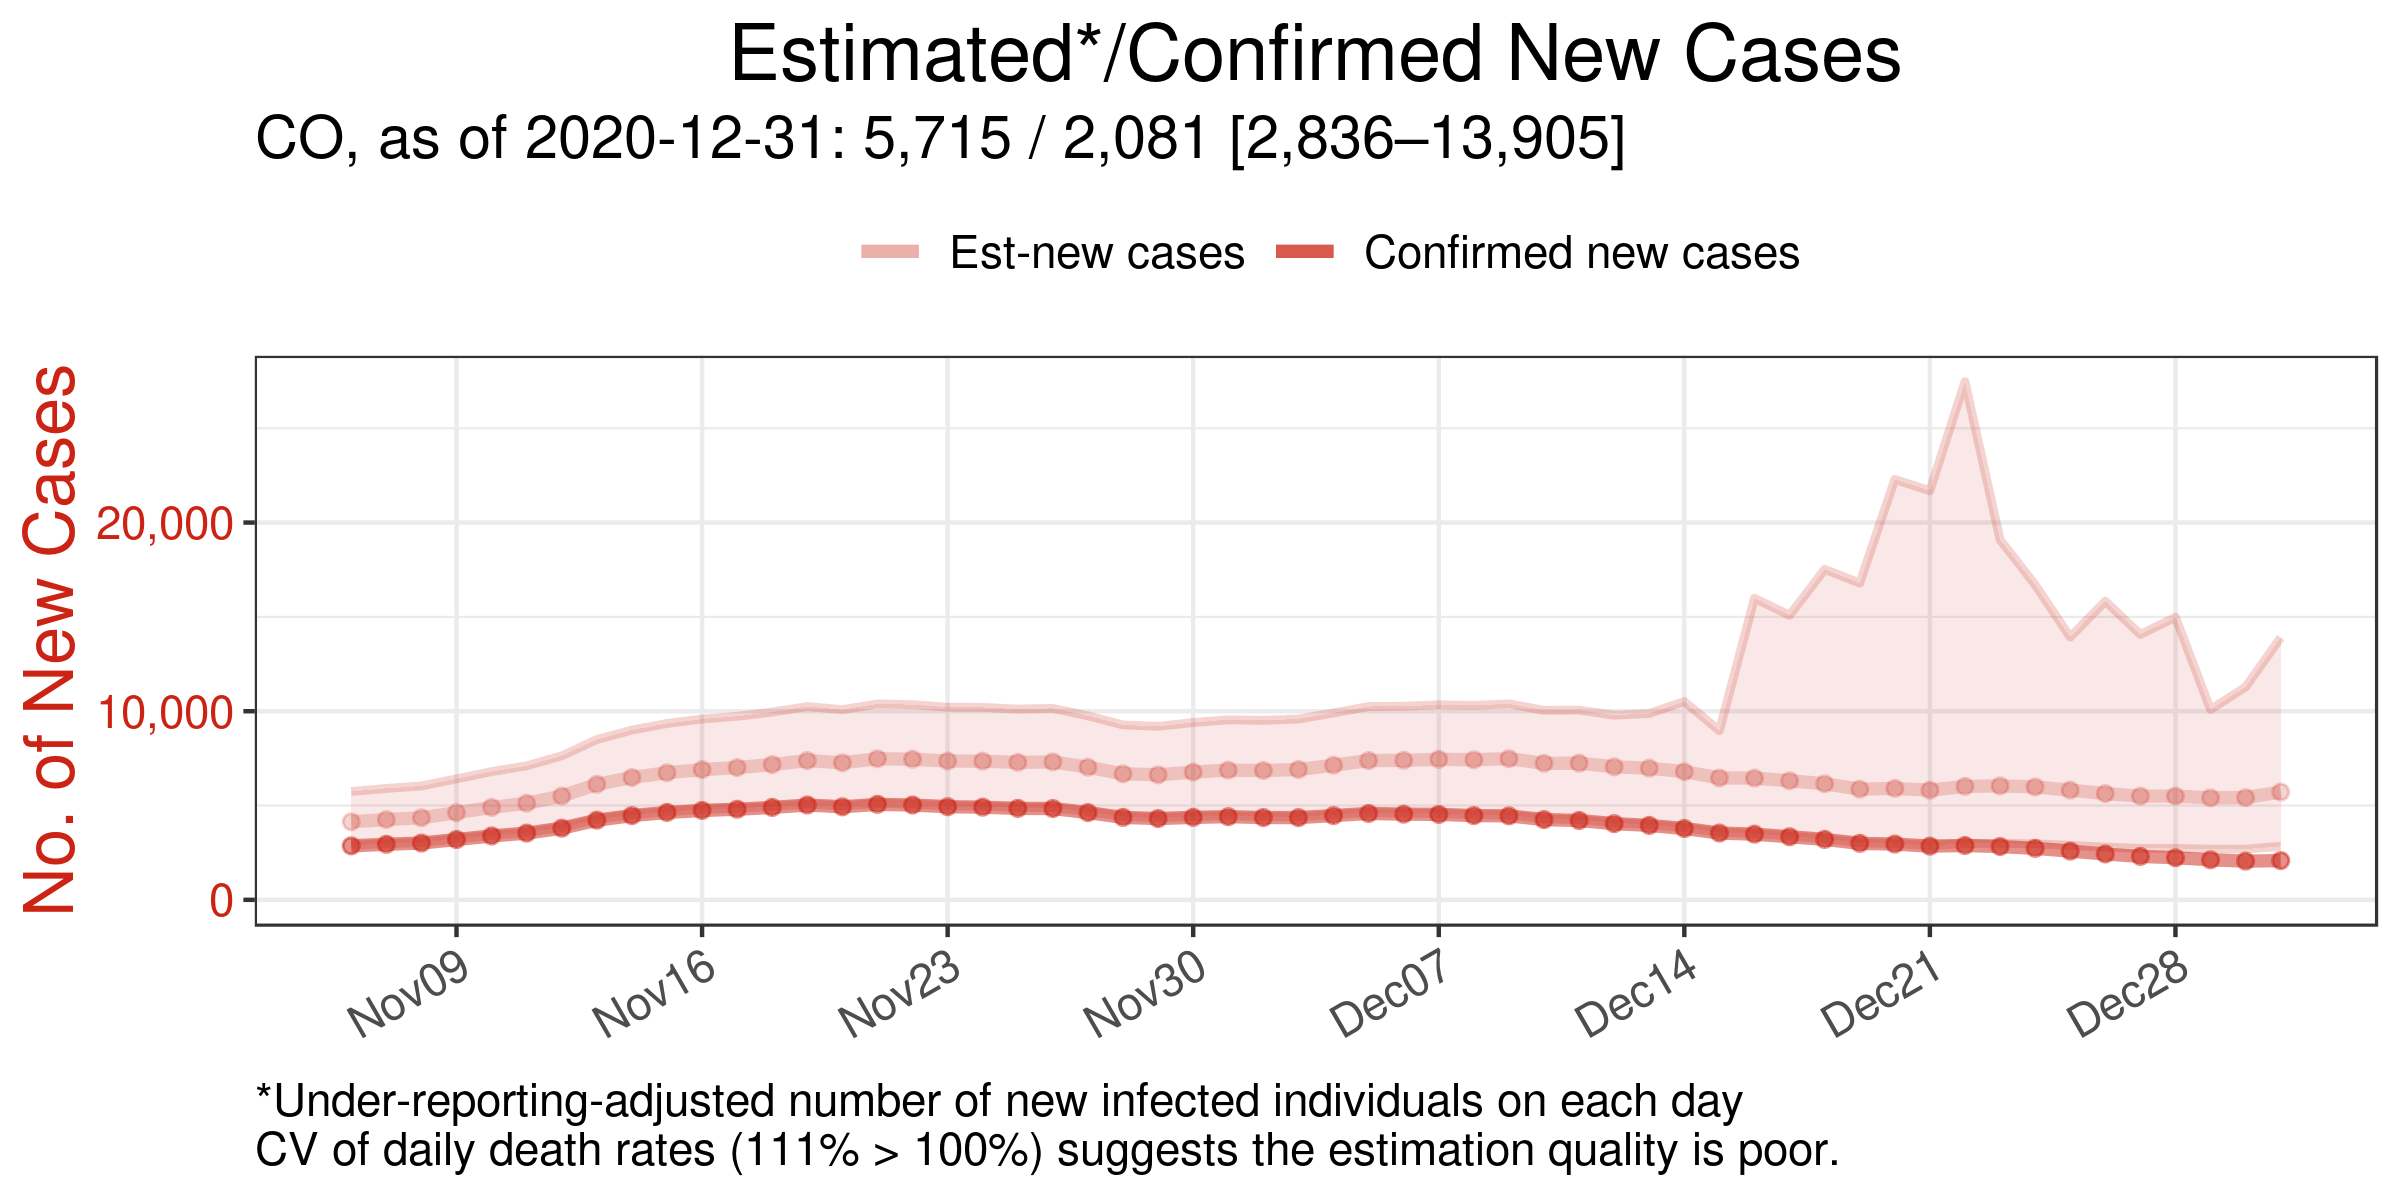 Estimated*/Confirmed New Cases
CO, as of 2020-12-31: 5,715 / 2,081 [2,836–13,905]
Est-new cases Confirmed new cases
No. of New Cases
20,000
10,000
0
Nov09 Nov16 Nov23 Nov30 Dec07 Dec14 Dec21 Dec28
*Under-reporting-adjusted number of new infected individuals on each day
CV of daily death rates (111% > 100%) suggests the estimation quality is poor.